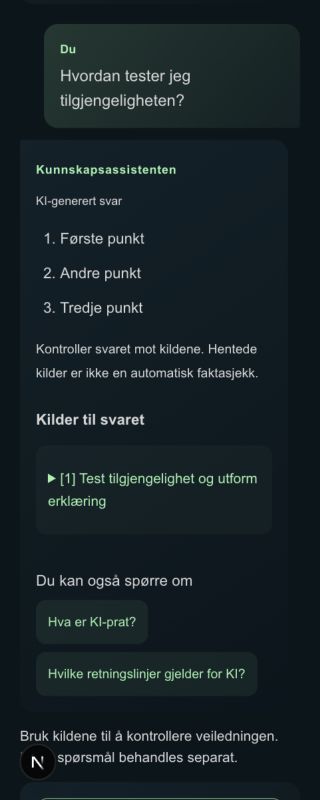 Du
Hvordan tester jeg
tilgjengeligheten?
Kunnskapsassistenten
KI-generert svar
1. Første punkt
2. Andre punkt
3. Tredje punkt
Kontroller svaret mot kildene. Hentede
kilder er ikke en automatisk faktasjekk.
Kilder til svaret
▶ [1] Test tilgjengelighet og utform
erklæring
Du kan også spørre om
Hva er KI-prat?
Hvilke retningslinjer gjelder for KI?
Bruk kildene til å kontrollere veiledningen.
N spørsmål behandles separat.